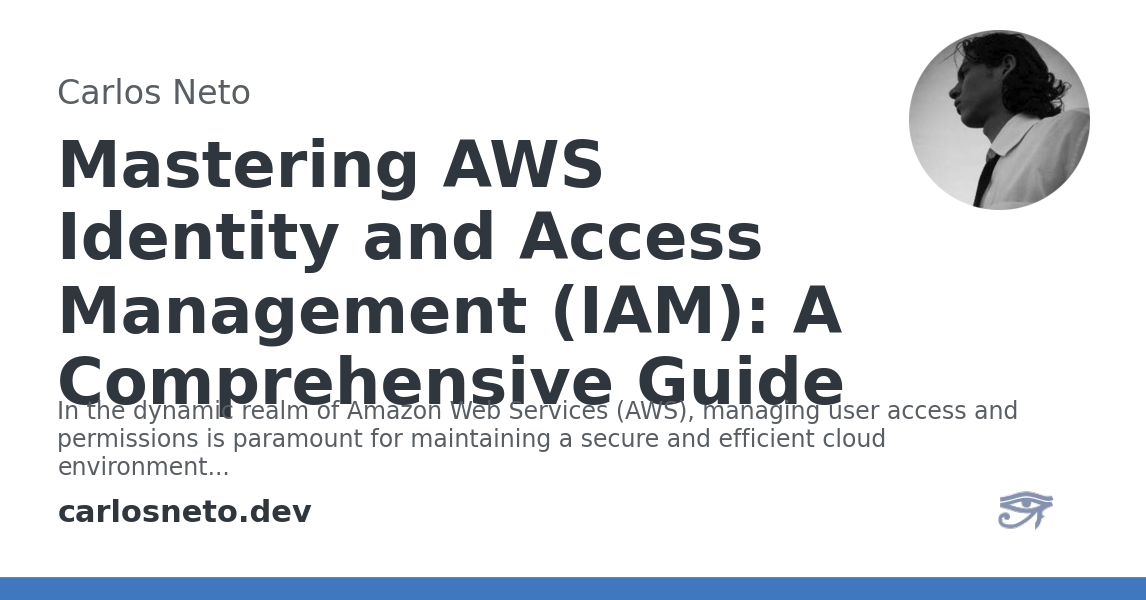 Carlos Neto
Mastering AWS
Identity and Access
Management (IAM): A
Comprehensive Guide
In the dynamic realm of Amazon Web Services (AWS), managing user access and
permissions is paramount for maintaining a secure and efficient cloud
environment...
carlosneto.dev